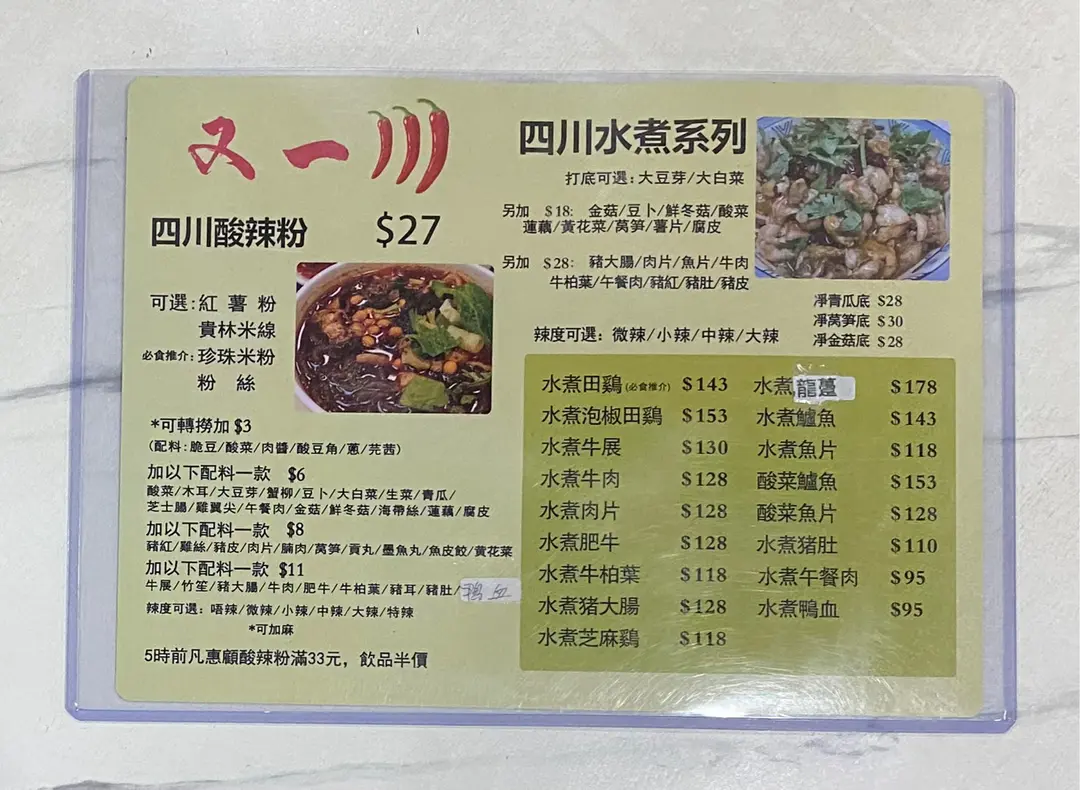 又一川
四川酸辣粉 $27
可選:紅薯粉
貴林米線
必食推介:珍珠米粉
粉絲
*可轉撈加$3
(配料:脆豆/酸菜/肉醬/酸豆角/蔥/芫茜)
加以下配料一款 $6
酸菜/木耳/大豆芽/蟹柳/豆卜/大白菜/生菜/青瓜/
芝士腸/雞翼尖/午餐肉/金菇/鮮冬菇/海帶絲/蓮藕/腐皮
加以下配料一款 $8
豬紅/雞絲/豬皮/肉片/腩肉/萵笋/貢丸/墨魚丸/魚皮餃/黃花菜
加以下配料一款 $11
牛展/竹笙/豬大腸/牛肉/肥牛/牛柏葉/豬耳/豬肚/鴨血
辣度可選: 唔辣/微辣/小辣/中辣/大辣/特辣
*可加麻
5時前凡惠顧酸辣粉滿33元，飲品半價
四川水煮系列
打底可選:大豆芽/大白菜
另加 $18: 金菇/豆卜/鮮冬菇/酸菜
蓮藕/黃花菜/萵笋/薯片/腐皮
另加 $28: 豬大腸/肉片/魚片/牛肉
牛柏葉/午餐肉/豬紅/豬肚/豬皮
淨青瓜底 $28
淨萵笋底 $30
淨金菇底 $28
辣度可選: 微辣/小辣/中辣/大辣
水煮田鷄(必食推介) $143
水煮泡椒田鷄 $153
水煮牛展 $130
水煮牛肉 $128
水煮肉片 $128
水煮肥牛 $128
水煮牛柏葉 $118
水煮猪大腸 $128
水煮芝麻鷄 $118
水煮龍躉 $178
水煮鱸魚 $143
水煮魚片 $118
酸菜鱸魚 $153
酸菜魚片 $128
水煮猪肚 $110
水煮午餐肉 $95
水煮鴨血 $95